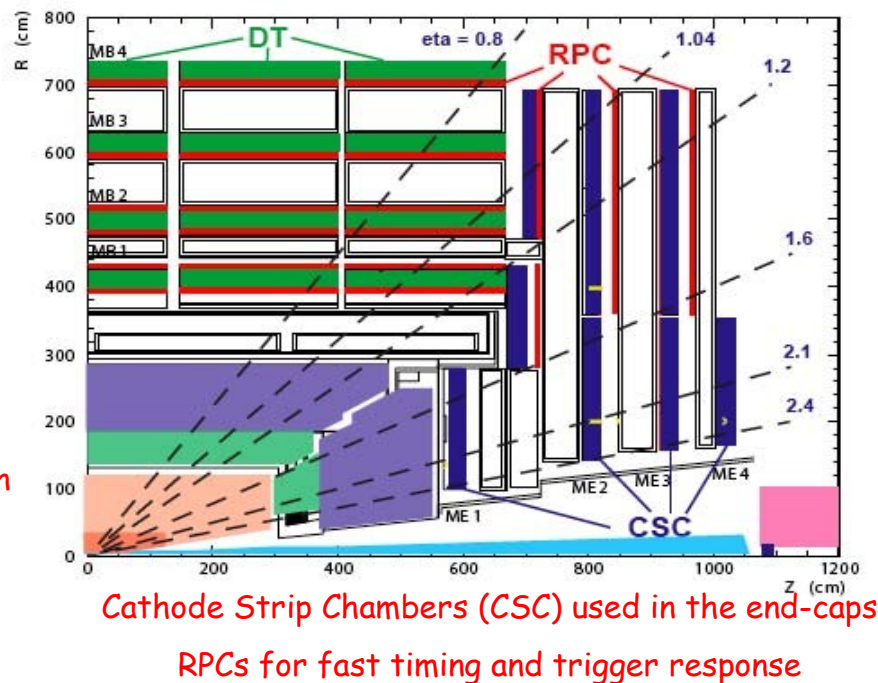 R (cm)
800
700
600
500
400
300
200
100
0
MB 4
DT
eta = 0.8
1.04
RPC
1.2
MB 3
MB 2
MB 1
1.6
2.1
2.4
ME 1
ME 2
ME 3
ME 4
CSC
n
0
200
400
600
800
1000
1200
Z (cm)
Cathode Strip Chambers (CSC) used in the end-caps
RPCs for fast timing and trigger response